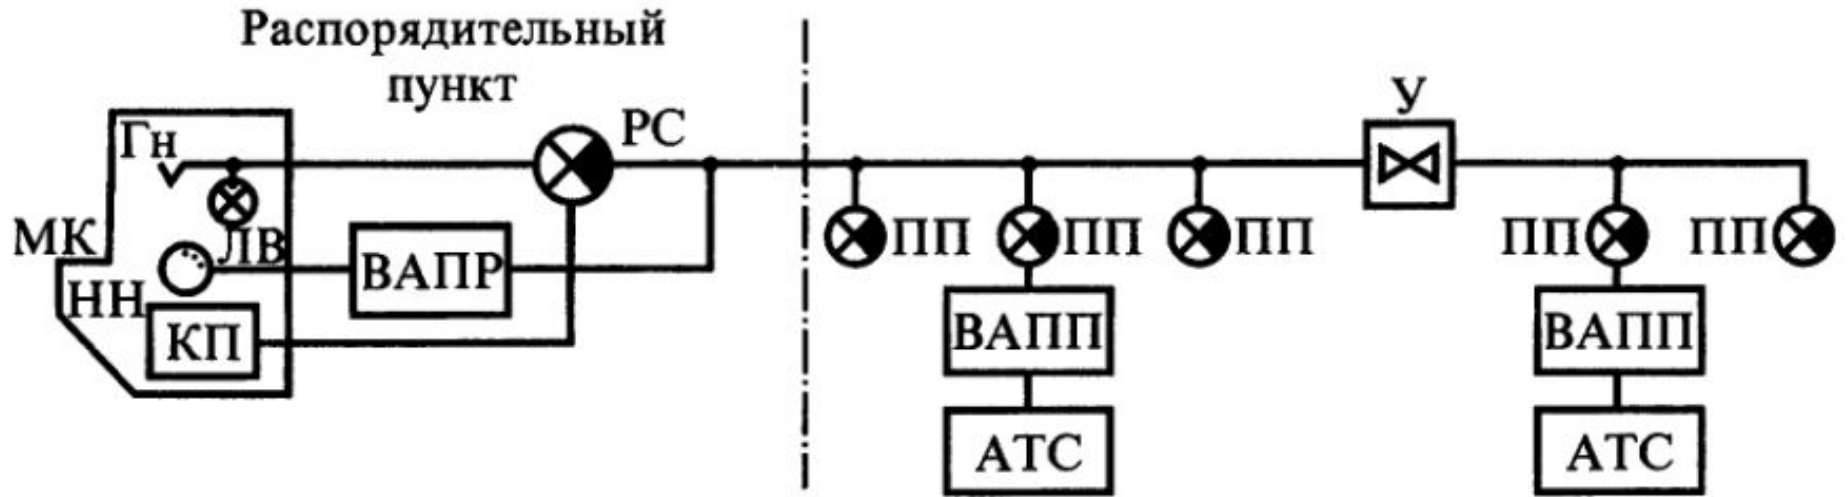 Распорядительный
пункт
Гн
РС
У
МК
ЛВ
ВАПР
ПП
ПП
ПП
ПП
ПП
НН
КП
ВАПП
ВАПП
АТС
АТС